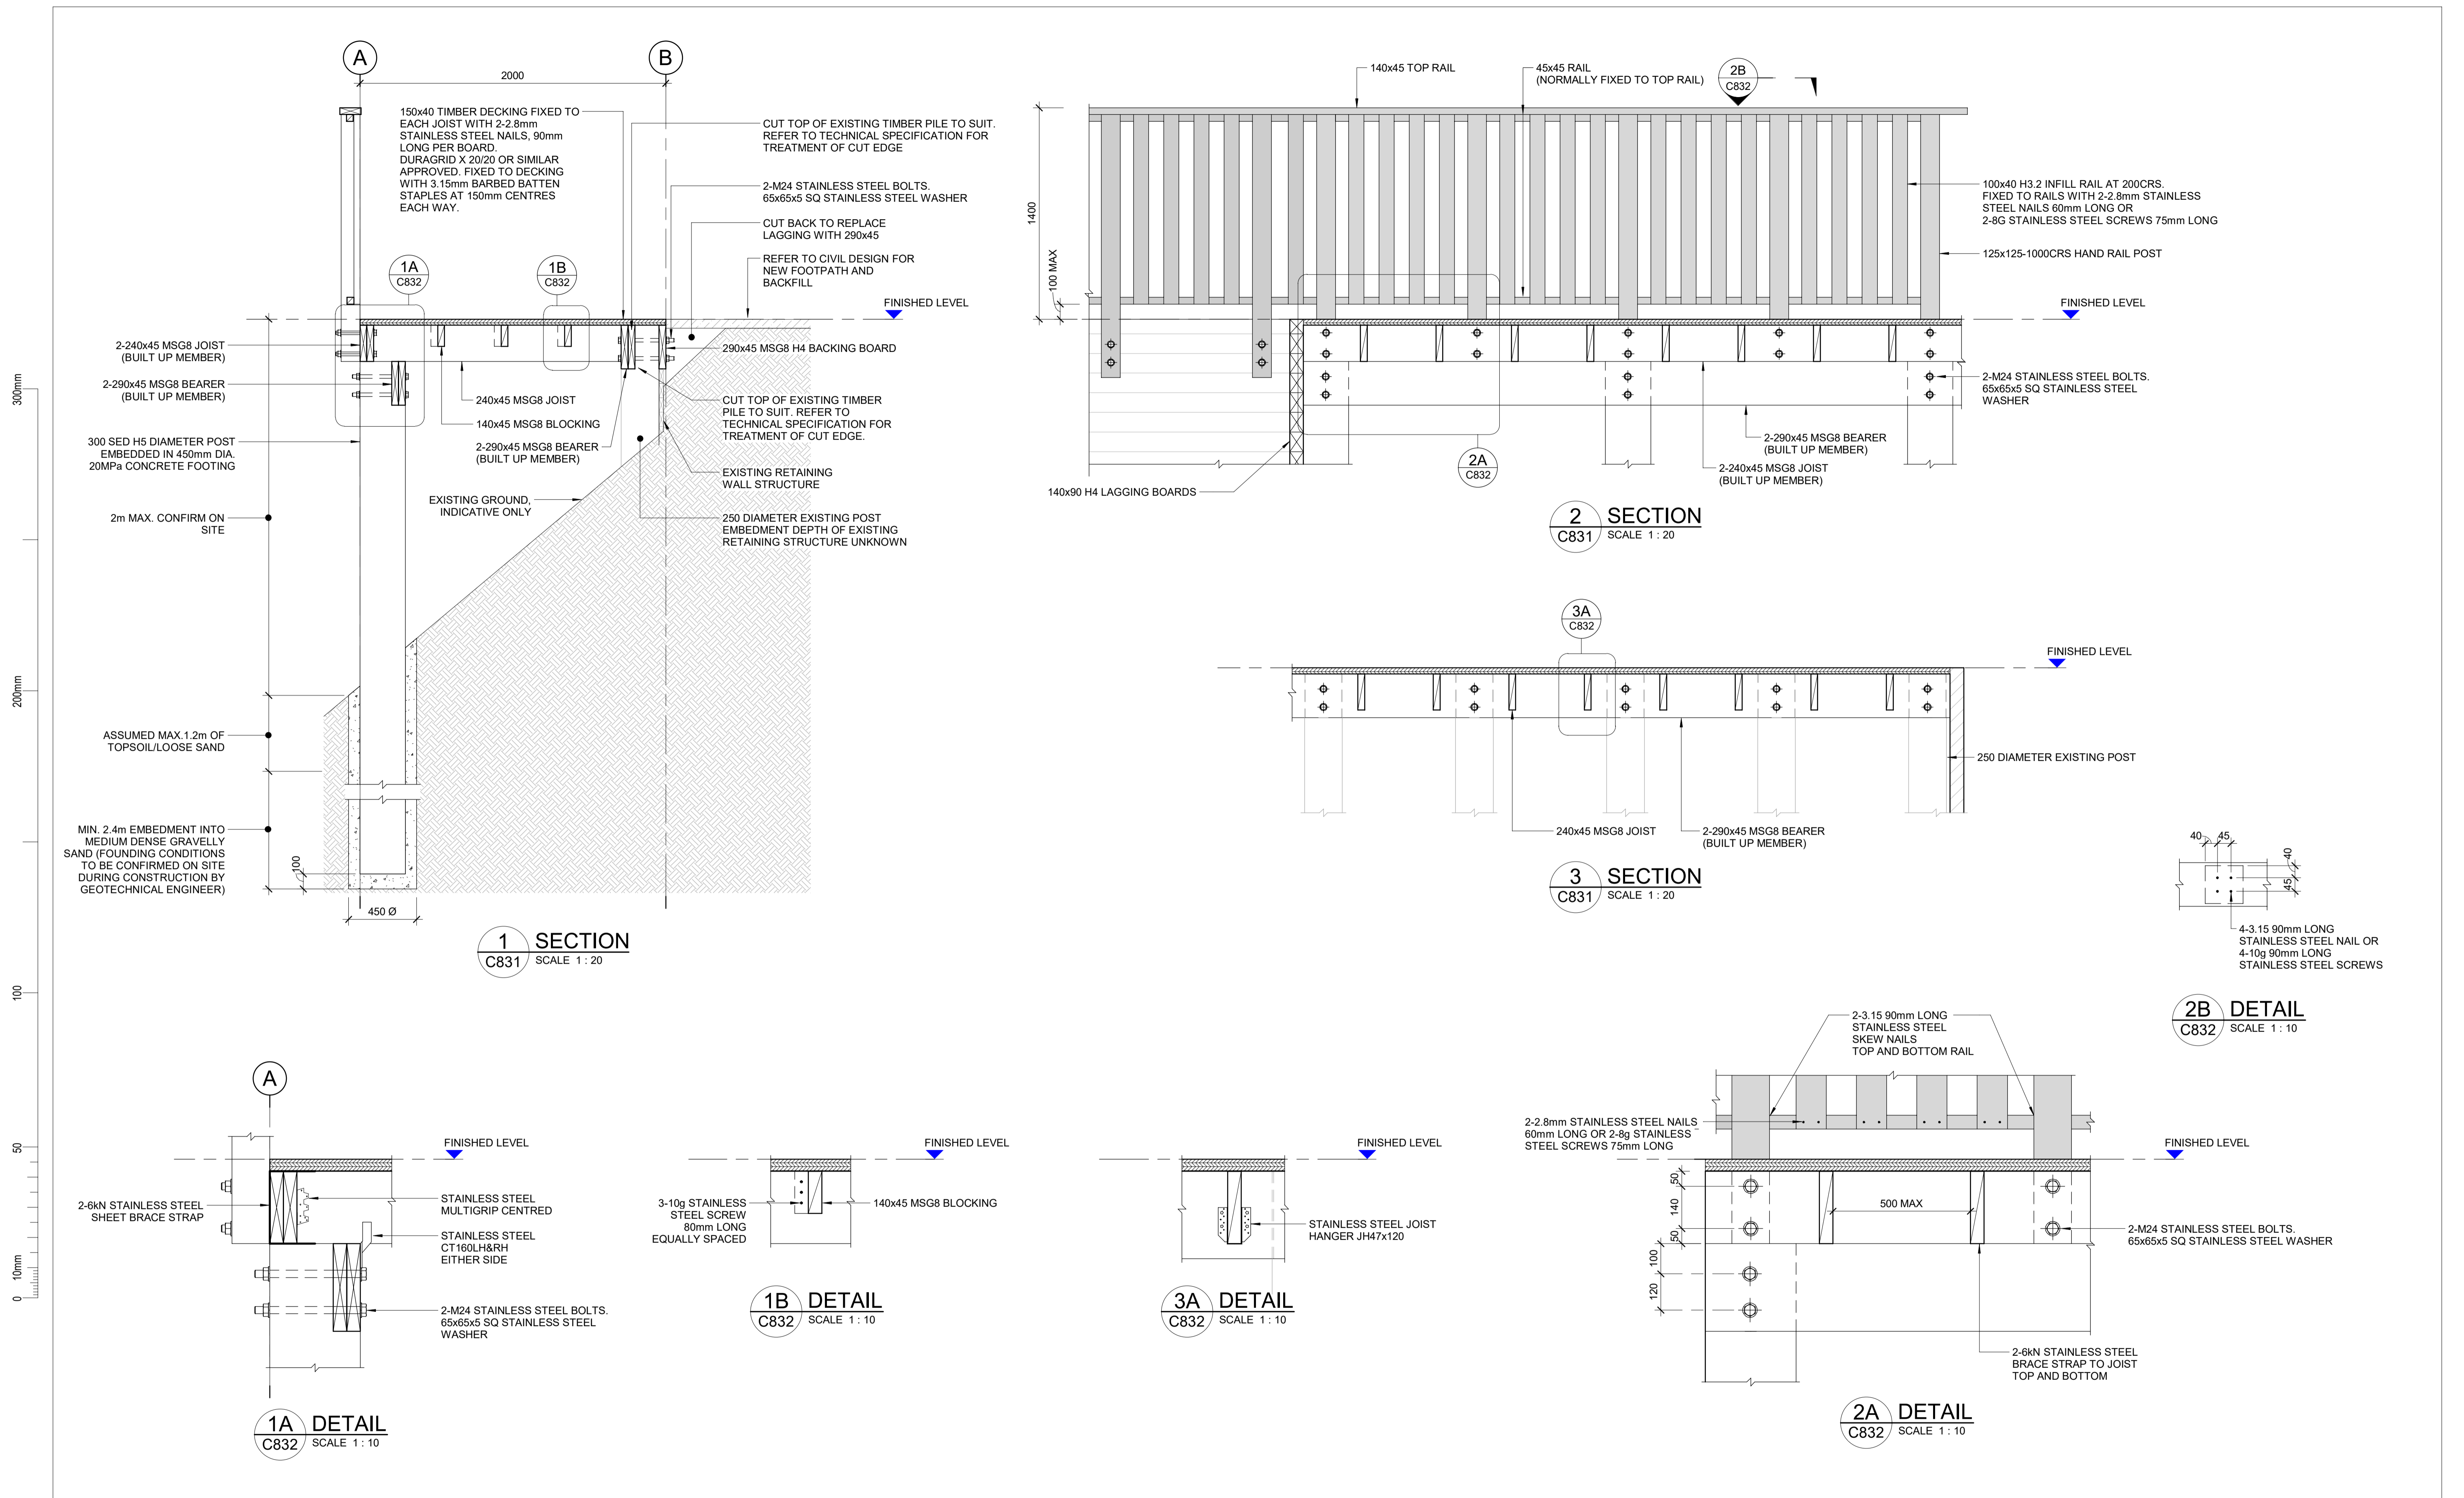 A
B
2000
150x40 TIMBER DECKING FIXED TO
EACH JOIST WITH 2-2.8mm
STAINLESS STEEL NAILS, 90mm
LONG PER BOARD.
DURAGRID X 20/20 OR SIMILAR
APPROVED. FIXED TO DECKING
WITH 3.15mm BARBED BATTEN
STAPLES AT 150mm CENTRES
EACH WAY.
CUT TOP OF EXISTING TIMBER PILE TO SUIT.
REFER TO TECHNICAL SPECIFICATION FOR
TREATMENT OF CUT EDGE
2-M24 STAINLESS STEEL BOLTS.
65x65x5 SQ STAINLESS STEEL WASHER
CUT BACK TO REPLACE
LAGGING WITH 290x45
REFER TO CIVIL DESIGN FOR
NEW FOOTPATH AND
BACKFILL
1A
C832
1B
C832
FINISHED LEVEL
2-240x45 MSG8 JOIST
(BUILT UP MEMBER)
2-290x45 MSG8 BEARER
(BUILT UP MEMBER)
300 SED H5 DIAMETER POST
EMBEDDED IN 450mm DIA.
20MPa CONCRETE FOOTING
2m MAX. CONFIRM ON
SITE
ASSUMED MAX.1.2m OF
TOPSOIL/LOOSE SAND
MIN. 2.4m EMBEDMENT INTO
MEDIUM DENSE GRAVELLY
SAND (FOUNDING CONDITIONS
TO BE CONFIRMED ON SITE
DURING CONSTRUCTION BY
GEOTECHNICAL ENGINEER)
100
450 Ø
290x45 MSG8 H4 BACKING BOARD
240x45 MSG8 JOIST
140x45 MSG8 BLOCKING
2-290x45 MSG8 BEARER
(BUILT UP MEMBER)
CUT TOP OF EXISTING TIMBER
PILE TO SUIT. REFER TO
TECHNICAL SPECIFICATION FOR
TREATMENT OF CUT EDGE.
EXISTING RETAINING
WALL STRUCTURE
EXISTING GROUND,
INDICATIVE ONLY
250 DIAMETER EXISTING POST
EMBEDMENT DEPTH OF EXISTING
RETAINING STRUCTURE UNKNOWN
1
C831
SECTION
SCALE 1 : 20
140x45 TOP RAIL
45x45 RAIL
(NORMALLY FIXED TO TOP RAIL)
2B
C832
1400
100 MAX
100x40 H3.2 INFILL RAIL AT 200CRS.
FIXED TO RAILS WITH 2-2.8mm STAINLESS
STEEL NAILS 60mm LONG OR
2-8G STAINLESS STEEL SCREWS 75mm LONG
125x125-1000CRS HAND RAIL POST
FINISHED LEVEL
2-M24 STAINLESS STEEL BOLTS.
65x65x5 SQ STAINLESS STEEL
WASHER
2-290x45 MSG8 BEARER
(BUILT UP MEMBER)
2-240x45 MSG8 JOIST
(BUILT UP MEMBER)
140x90 H4 LAGGING BOARDS
2A
C832
2
C831
SECTION
SCALE 1 : 20
3A
C832
FINISHED LEVEL
250 DIAMETER EXISTING POST
240x45 MSG8 JOIST
2-290x45 MSG8 BEARER
(BUILT UP MEMBER)
3
C831
SECTION
SCALE 1 : 20
40
45
40
45
4-3.15 90mm LONG
STAINLESS STEEL NAIL OR
4-10g 90mm LONG
STAINLESS STEEL SCREWS
2B
C832
DETAIL
SCALE 1 : 10
A
FINISHED LEVEL
2-6kN STAINLESS STEEL
SHEET BRACE STRAP
STAINLESS STEEL
MULTIGRIP CENTRED
STAINLESS STEEL
CT160LH&RH
EITHER SIDE
2-M24 STAINLESS STEEL BOLTS.
65x65x5 SQ STAINLESS STEEL
WASHER
1A
C832
DETAIL
SCALE 1 : 10
FINISHED LEVEL
3-10g STAINLESS
STEEL SCREW
80mm LONG
EQUALLY SPACED
140x45 MSG8 BLOCKING
1B
C832
DETAIL
SCALE 1 : 10
FINISHED LEVEL
STAINLESS STEEL JOIST
HANGER JH47x120
3A
C832
DETAIL
SCALE 1 : 10
2-3.15 90mm LONG
STAINLESS STEEL
SKEW NAILS
TOP AND BOTTOM RAIL
2-2.8mm STAINLESS STEEL NAILS
60mm LONG OR 2-8g STAINLESS
STEEL SCREWS 75mm LONG
FINISHED LEVEL
50
140
50
100
120
500 MAX
2-M24 STAINLESS STEEL BOLTS.
65x65x5 SQ STAINLESS STEEL WASHER
2-6kN STAINLESS STEEL
BRACE STRAP TO JOIST
TOP AND BOTTOM
2A
C832
DETAIL
SCALE 1 : 10
300mm
200mm
100
50
10mm
0